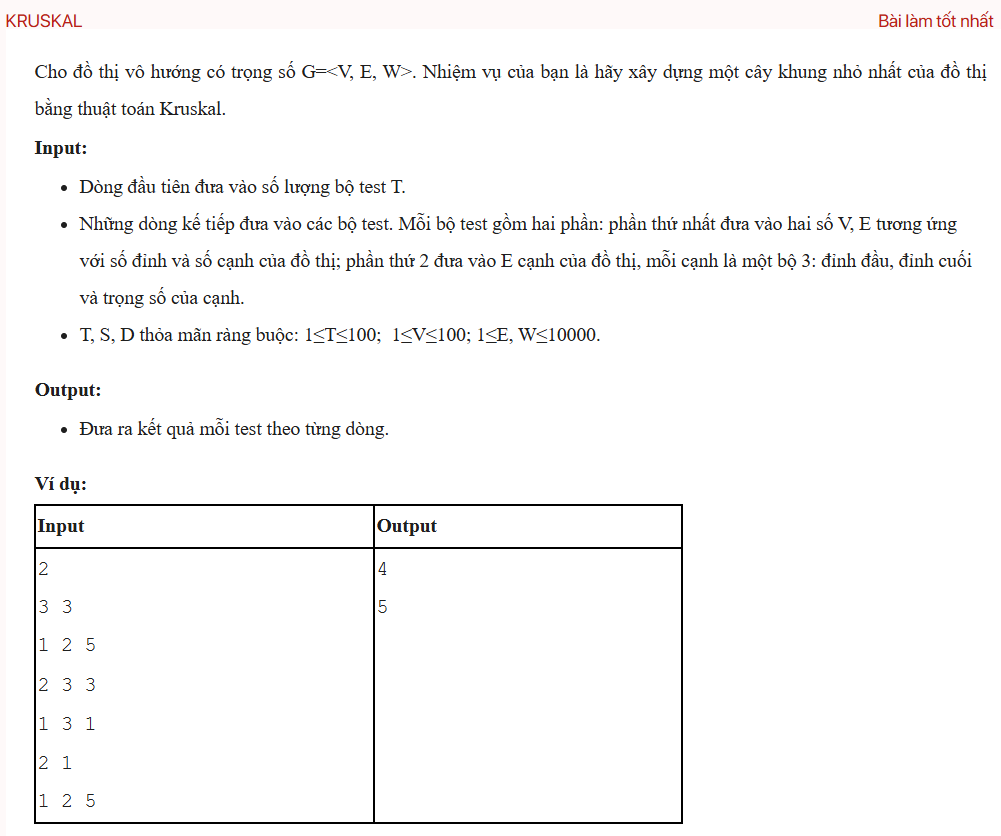 KRUSKAL
Bài làm tốt nhất
Cho đồ thị vô hướng có trọng số G=<V, E, W>. Nhiệm vụ của bạn là hãy xây dựng một cây khung nhỏ nhất của đồ thị
bằng thuật toán Kruskal.
Input:
• Dòng đầu tiên đưa vào số lượng bộ test T.
• Những dòng kế tiếp đưa vào các bộ test. Mỗi bộ test gồm hai phần: phần thứ nhất đưa vào hai số V, E tương ứng
với số đỉnh và số cạnh của đồ thị; phần thứ 2 đưa vào E cạnh của đồ thị, mỗi cạnh là một bộ 3: đỉnh đầu, đỉnh cuối
và trọng số của cạnh.
• T, S, D thỏa mãn ràng buộc: 1≤T≤100; 1≤V≤100; 1≤E, W≤10000.
Output:
• Đưa ra kết quả mỗi test theo từng dòng.
Ví dụ:
Input Output
2 4
3 3 5
1 2 5
2 3 3
1 3 1
2 1
1 2 5